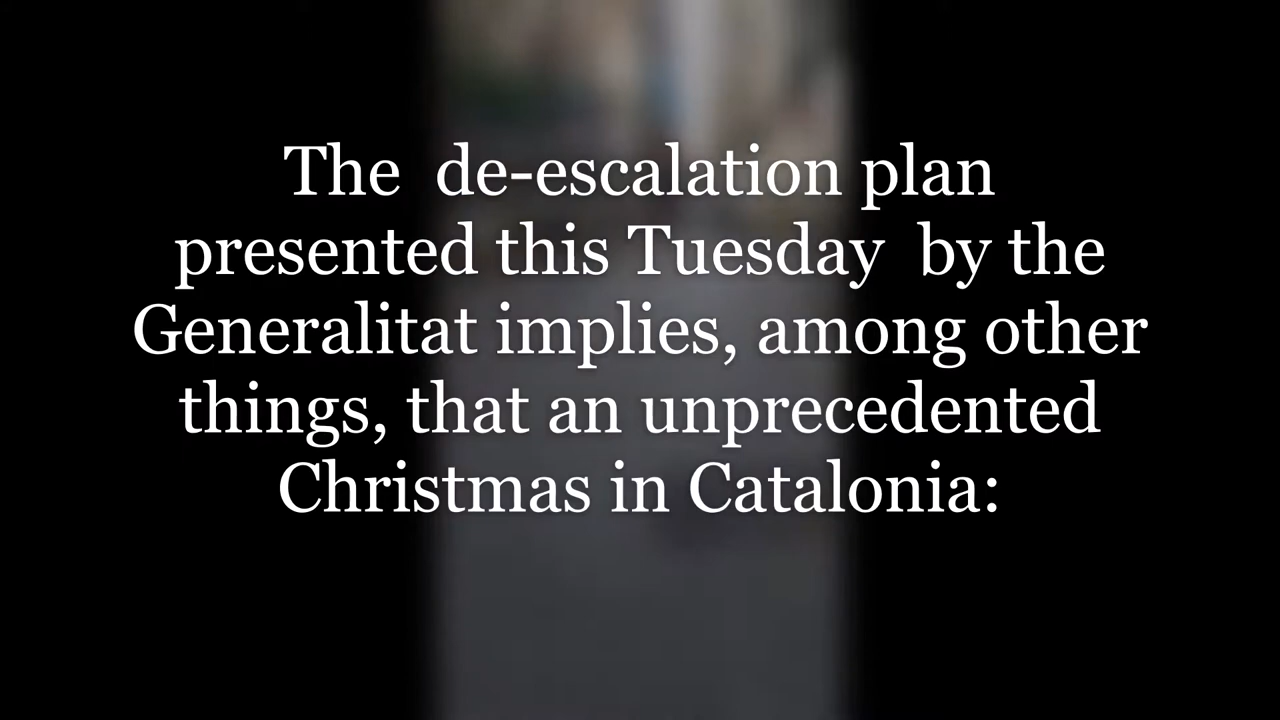 The  de-escalation plan
presented this Tuesday  by the
Generalitat implies, among other
things, that an unprecedented
Christmas in Catalonia: